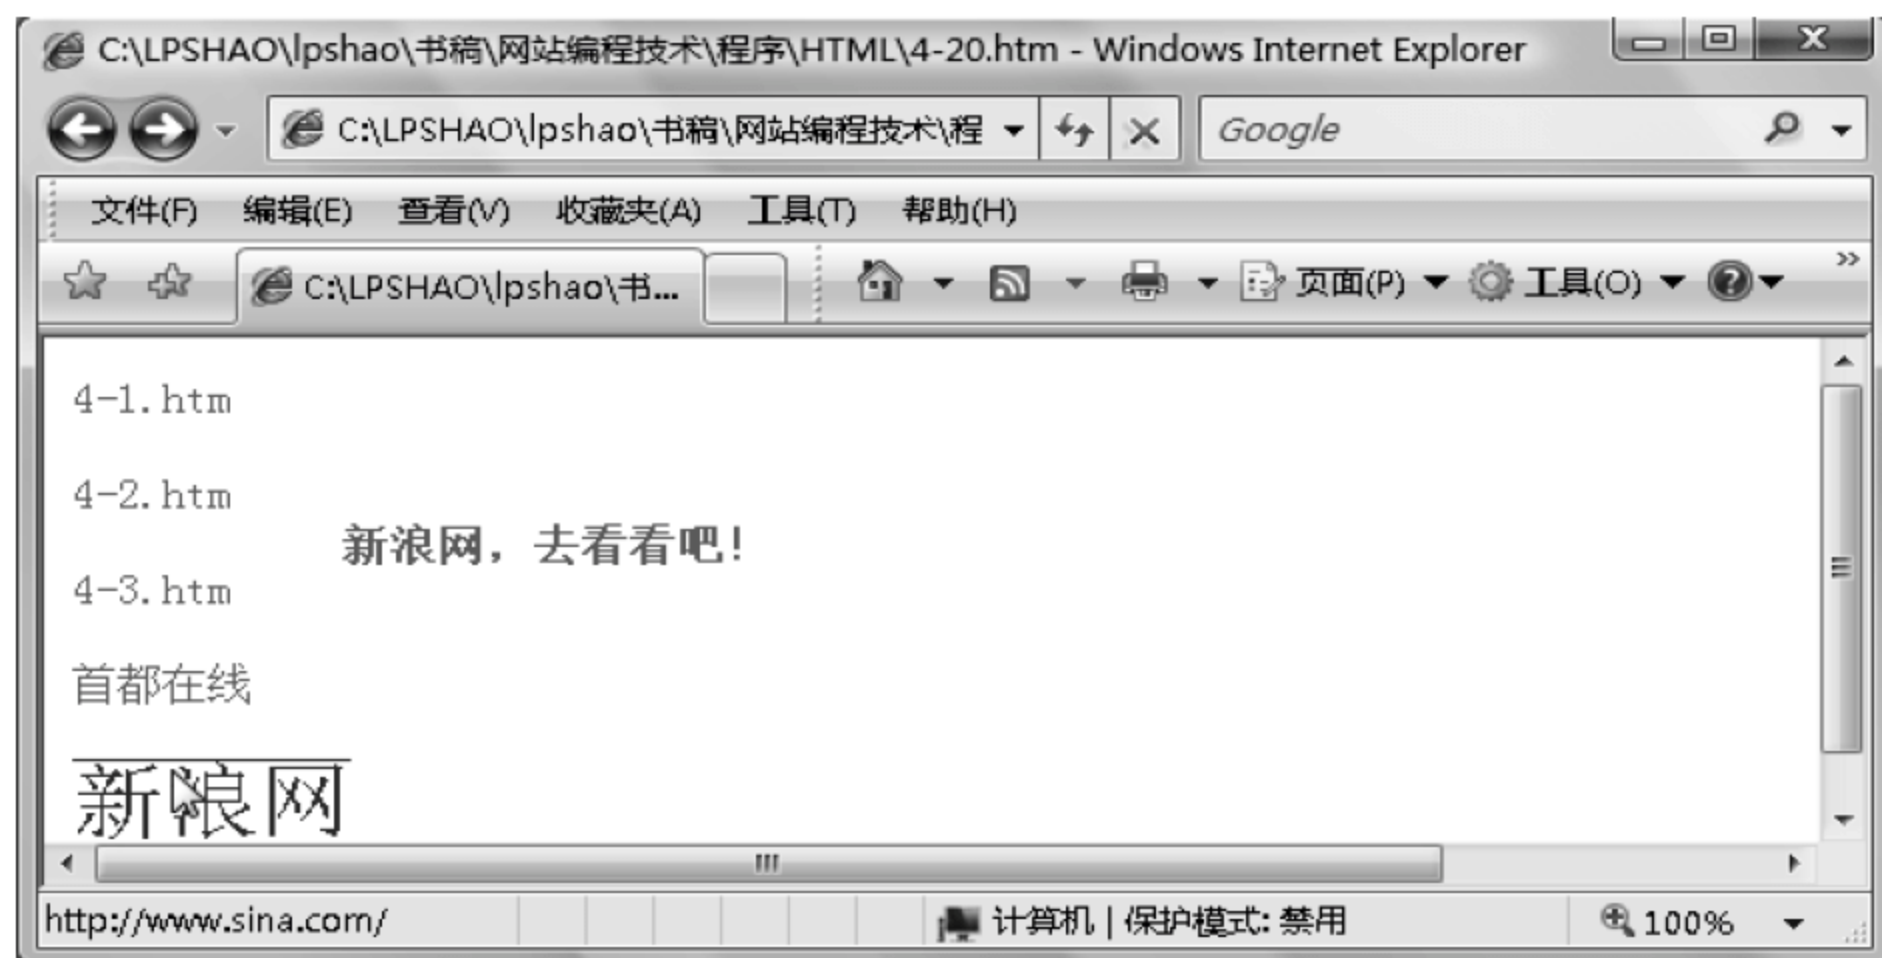 C:\LPSHAO\lpshao\书稿\网站编程技术\程序\HTML\4-20.htm - Windows Internet Explorer
C:\LPSHAO\lpshao\书稿\网站编程技术\程 Google
文件(F) 编辑(E) 查看(V) 收藏夹(A) 工具(T) 帮助(H)
C:\LPSHAO\lpshao\书... 页面(P) 工具(O)
4-1.htm
4-2.htm
新浪网，去看看吧！
4-3.htm
首都在线
新浪网
http://www.sina.com/ 计算机 | 保护模式: 禁用 100%